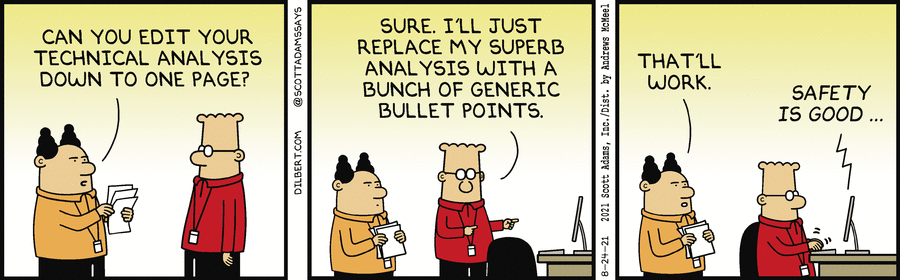 CAN YOU EDIT YOUR
TECHNICAL ANALYSIS
DOWN TO ONE PAGE?
DILBERT.COM @SCOTTADAMSSAYS
SURE. I'LL JUST
REPLACE MY SUPERB
ANALYSIS WITH A
BUNCH OF GENERIC
BULLET POINTS.
8-24-21 2021 Scott Adams, Inc./Dist. by Andrews McMeel
THAT'LL
WORK.
SAFETY
IS GOOD ...